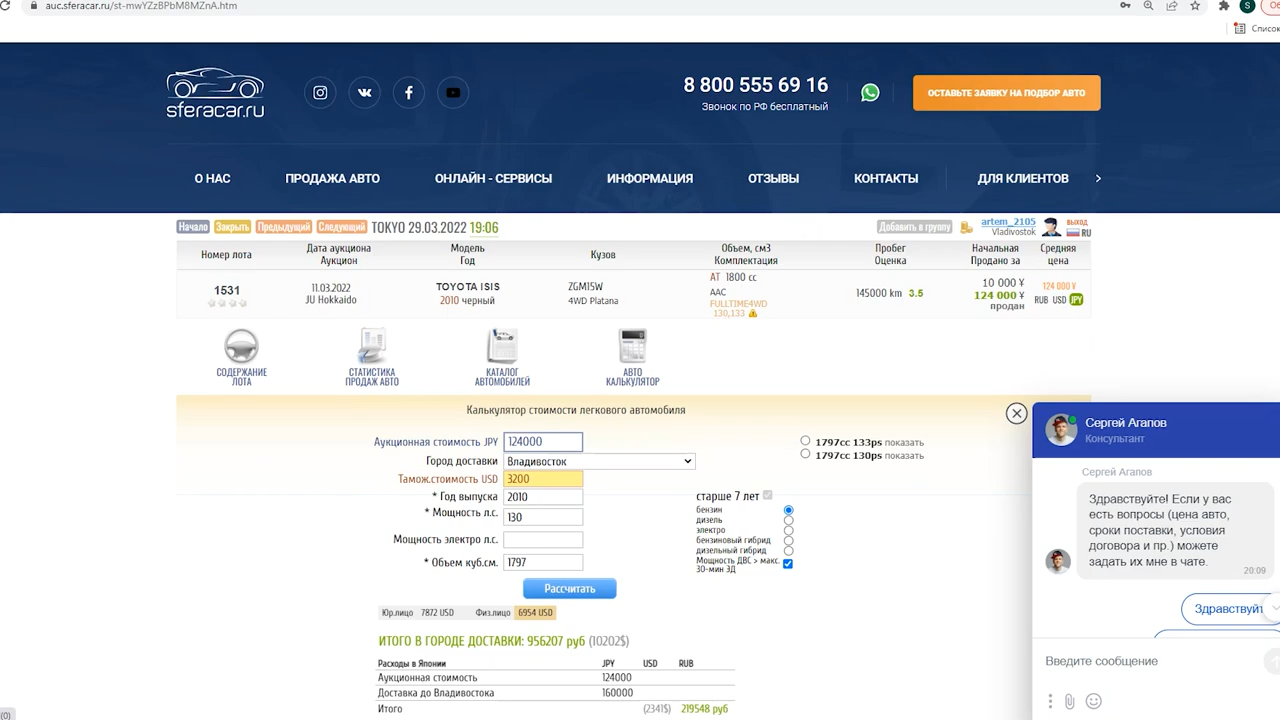 auc.sferacar.ru/st-mwYZzBPbM8MZnA.htm
S
Список
sferacar.ru
8 800 555 69 16
Звонок по РФ бесплатный
ОСТАВЬТЕ ЗАЯВКУ НА ПОДБОР АВТО
О НАС ПРОДАЖА АВТО ОНЛАЙН - СЕРВИСЫ ИНФОРМАЦИЯ ОТЗЫВЫ КОНТАКТЫ ДЛЯ КЛИЕНТОВ
Начало Закрыть Предыдущий Следующий TOKYO 29.03.2022 19:06 Добавить в группу artem_2105 ВЫХОД
Vladivostok RU
Номер лота Дата аукциона Модель Кузов Объем, см3 Пробег Начальная Средняя
Аукцион Год Комплектация Оценка Продано за цена
1531 11.03.2022 TOYOTA ISIS ZGM15W AT 1800 cc 145000 km 3.5 10 000 ¥ 124 000 ¥
JU Hokkaido 2010 черный 4WD Platana AAC 124 000 ¥ RUB USD JPY
FULLTIME4WD продан
130,133
СОДЕРЖАНИЕ СТАТИСТИКА КАТАЛОГ АВТО
ЛОТА ПРОДАЖ АВТО АВТОМОБИЛЕЙ КАЛЬКУЛЯТОР
Калькулятор стоимости легкового автомобиля
Аукционная стоимость JPY 124000 1797cc 133ps показать
Город доставки Владивосток 1797cc 130ps показать
Тамож.стоимость USD 3200
* Год выпуска 2010 старше 7 лет
* Мощность л.с. 130 бензин
дизель
электро
Мощность электро л.с. бензиновый гибрид
дизельный гибрид
* Объем куб.см. 1797 Мощность ДВС > макс.
30-мин ЭД
Рассчитать
Юр.лицо 7872 USD Физ.лицо 6954 USD
ИТОГО В ГОРОДЕ ДОСТАВКИ: 956207 руб (10202$)
Расходы в Японии JPY USD RUB
Аукционная стоимость 124000
Доставка до Владивостока 160000
Итого (2341$) 219548 руб
Сергей Агапов
Консультант
Сергей Агапов
Здравствуйте! Если у вас
есть вопросы (цена авто,
сроки поставки, условия
договора и пр.) можете
задать их мне в чате.
20:09
Здравствуйт
Введите сообщение
(0)